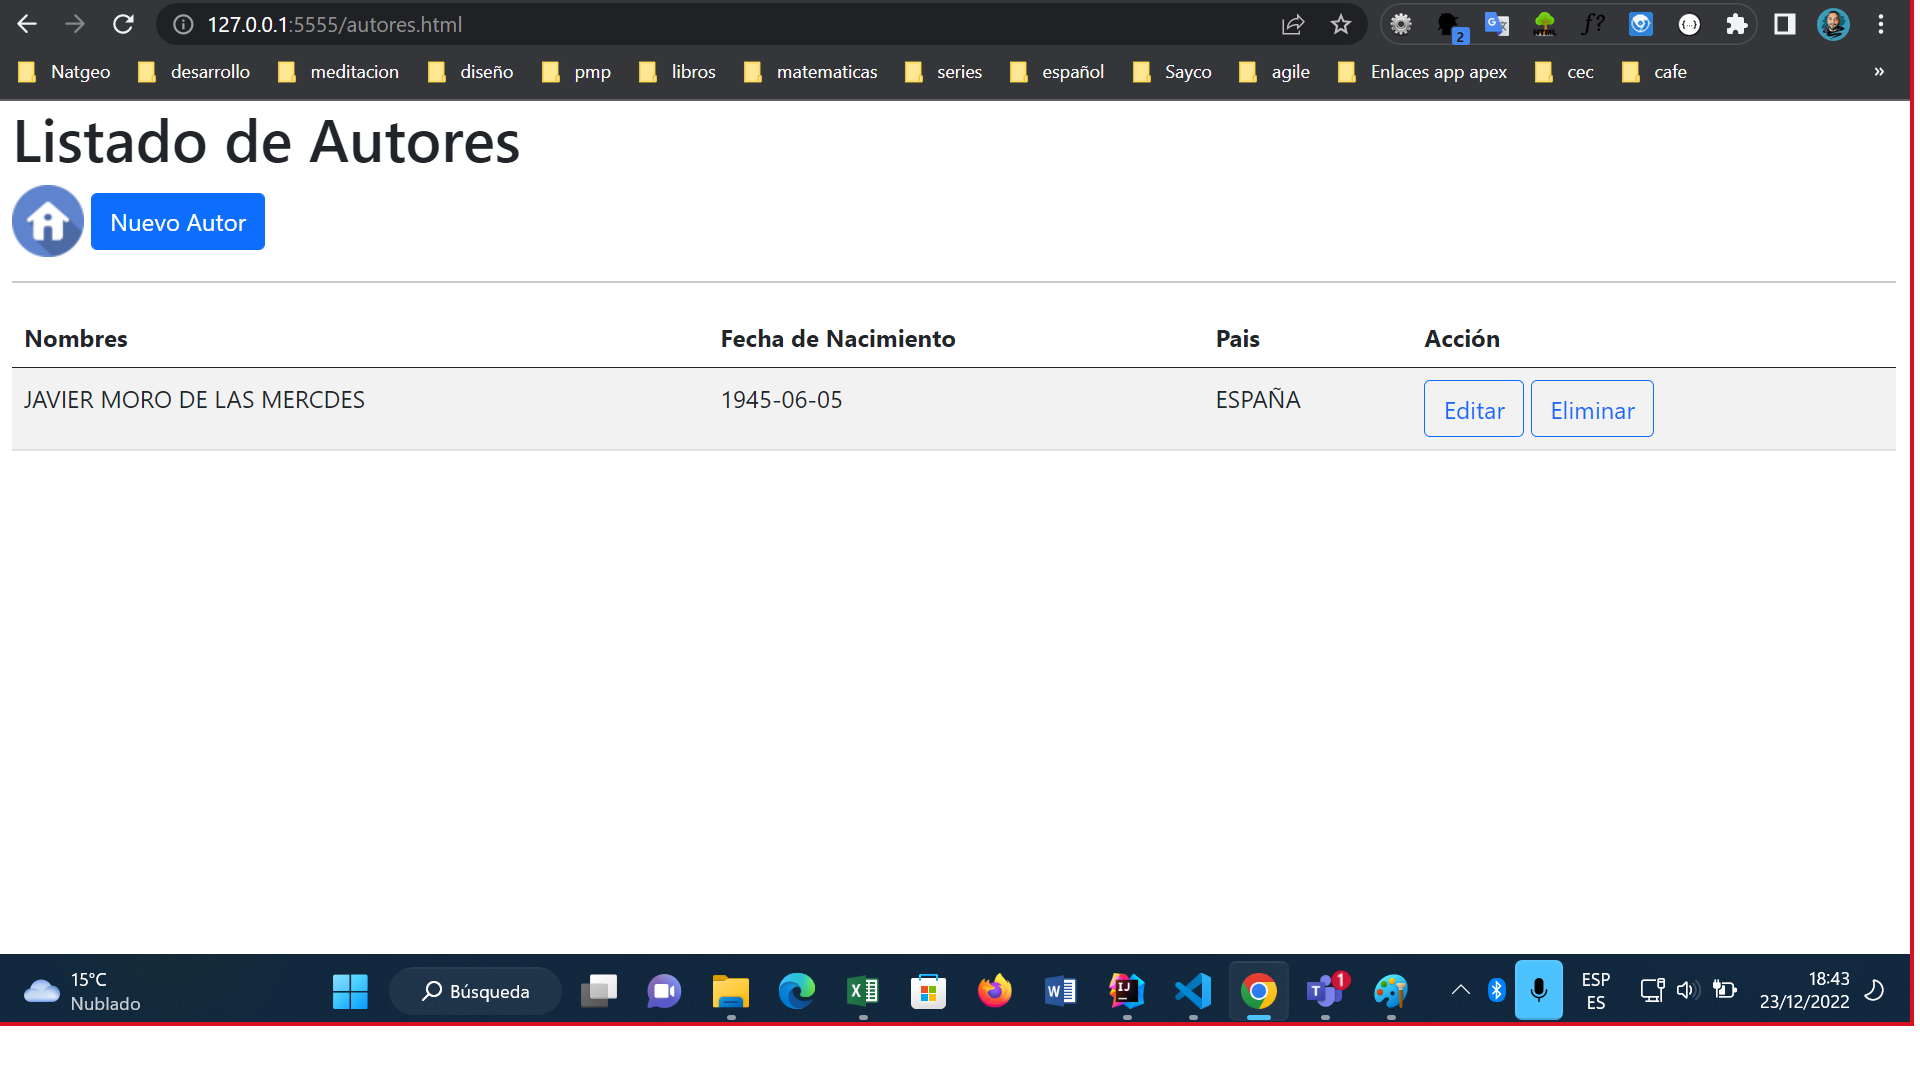 127.0.0.1:5555/autores.html
2
Natgeo desarrollo meditacion diseño pmp libros matematicas series español Sayco agile Enlaces app apex cec cafe »
Listado de Autores
Nuevo Autor
Nombres Fecha de Nacimiento Pais Acción
JAVIER MORO DE LAS MERCDES 1945-06-05 ESPAÑA Editar Eliminar
15°C
Nublado
Búsqueda
1
ESP
ES
18:43
23/12/2022